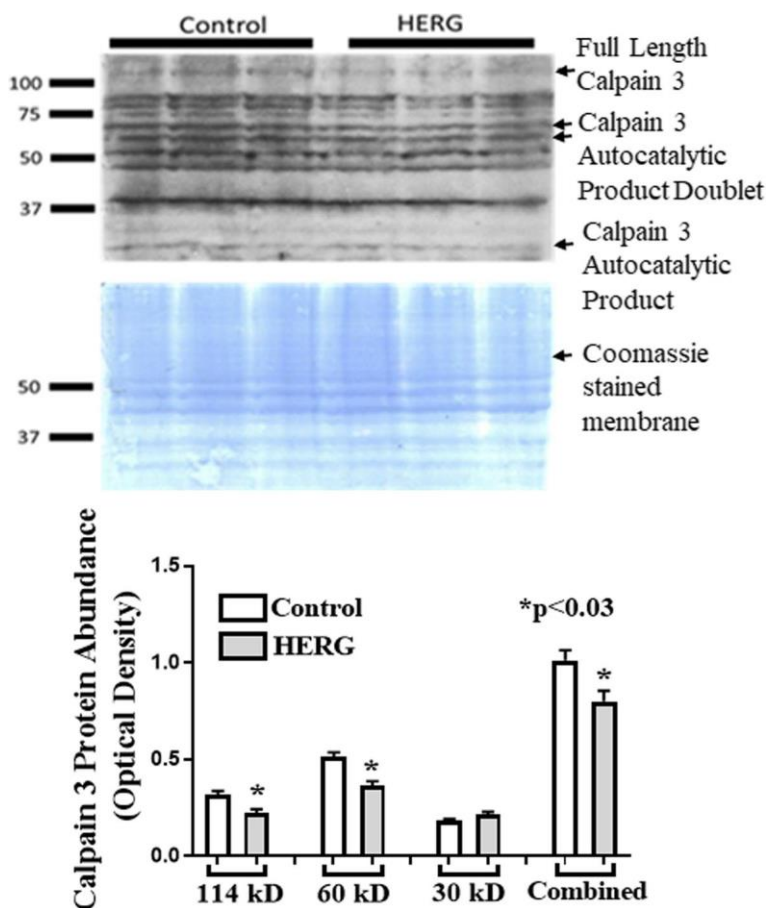 Control HERG
100
75
50
37
Full Length
Calpain 3
Calpain 3
Autocatalytic
Product Doublet
Calpain 3
Autocatalytic
Product
50
37
Coomassie
stained
membrane
Calpain 3 Protein Abundance
(Optical Density)
1.5
1.0
0.5
0.0
Control
HERG
*p<0.03
*
*
*
114 kD 60 kD 30 kD Combined